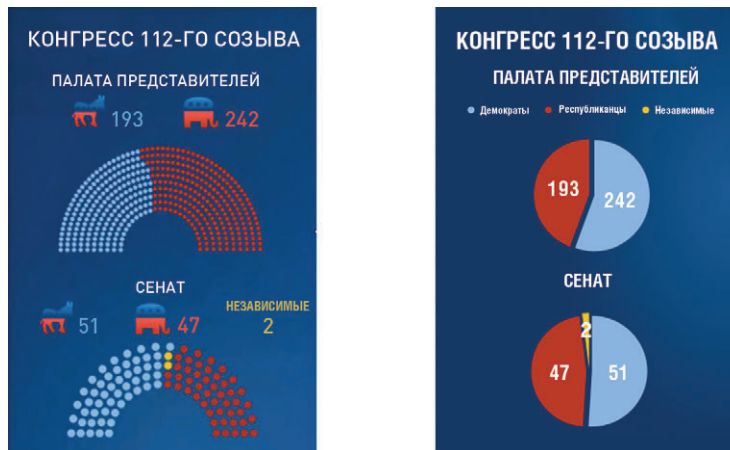 КОНГРЕСС 112-ГО СОЗЫВА
ПАЛАТА ПРЕДСТАВИТЕЛЕЙ
193 242
СЕНАТ
51 47 НЕЗАВИСИМЫЕ
2
КОНГРЕСС 112-ГО СОЗЫВА
ПАЛАТА ПРЕДСТАВИТЕЛЕЙ
Демократы Республиканцы Независимые
193 242
СЕНАТ
2
47 51